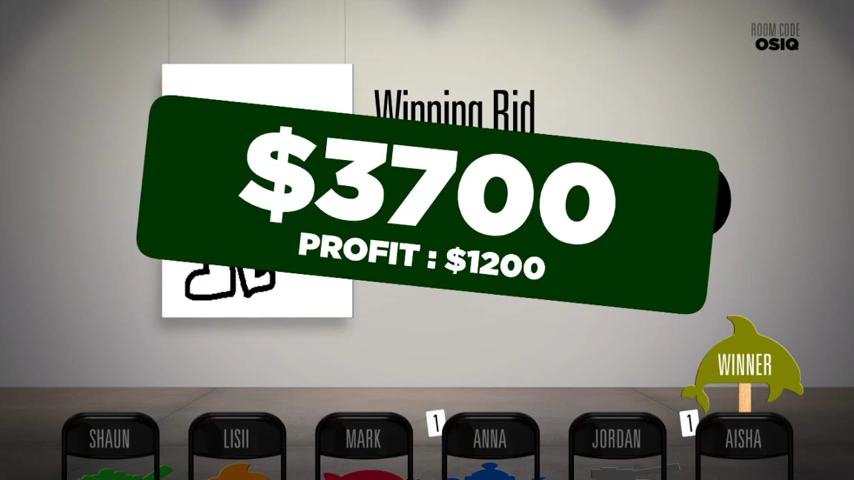 ROOM CODE
OSIQ
Winning Bid
$3700
PROFIT : $1200
WINNER
1
1
SHAUN
LISII
MARK
ANNA
JORDAN
AISHA